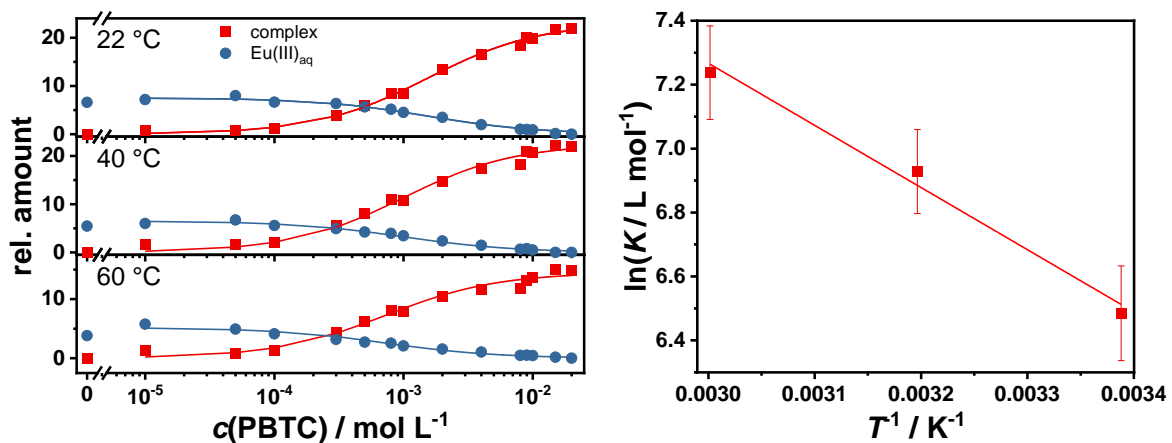 22 °C
complex
Eu(III)aq
20
10
0
40 °C
20
10
0
60 °C
10
0
rel. amount
0 10-5 10-4 10-3 10-2
c(PBTC) / mol L-1
7.4
7.2
7.0
6.8
6.6
6.4
ln(K / L mol-1)
0.0030 0.0031 0.0032 0.0033 0.0034
T-1 / K-1